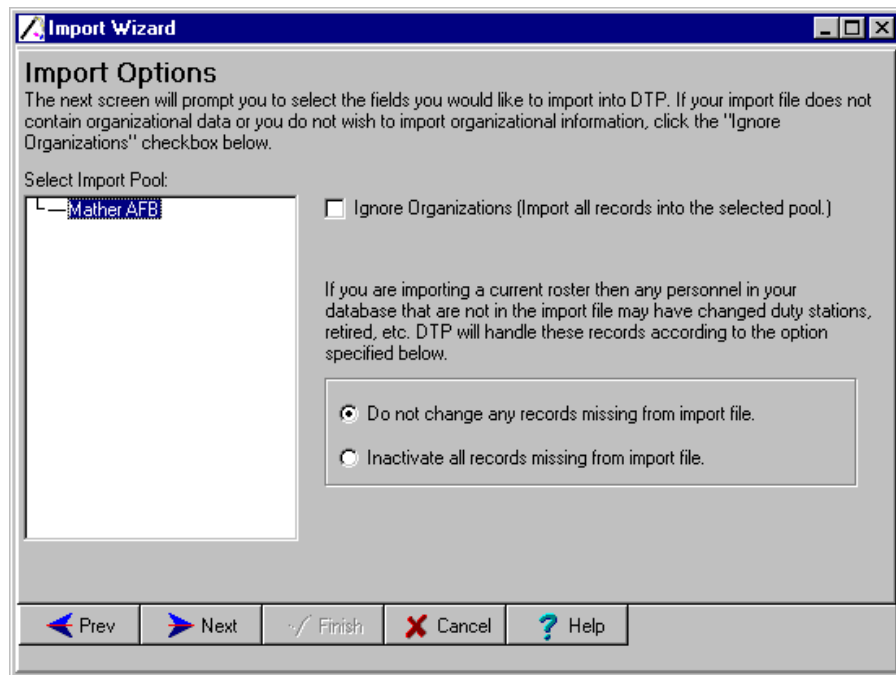 Import Wizard
Import Options
The next screen will prompt you to select the fields you would like to import into DTP. If your import file does not
contain organizational data or you do not wish to import organizational information, click the "Ignore
Organizations" checkbox below.
Select Import Pool:
Mather AFB
Ignore Organizations (Import all records into the selected pool.)
If you are importing a current roster then any personnel in your
database that are not in the import file may have changed duty stations,
retired, etc. DTP will handle these records according to the option
specified below.
Do not change any records missing from import file.
Inactivate all records missing from import file.
Prev
Next
Finish
Cancel
Help